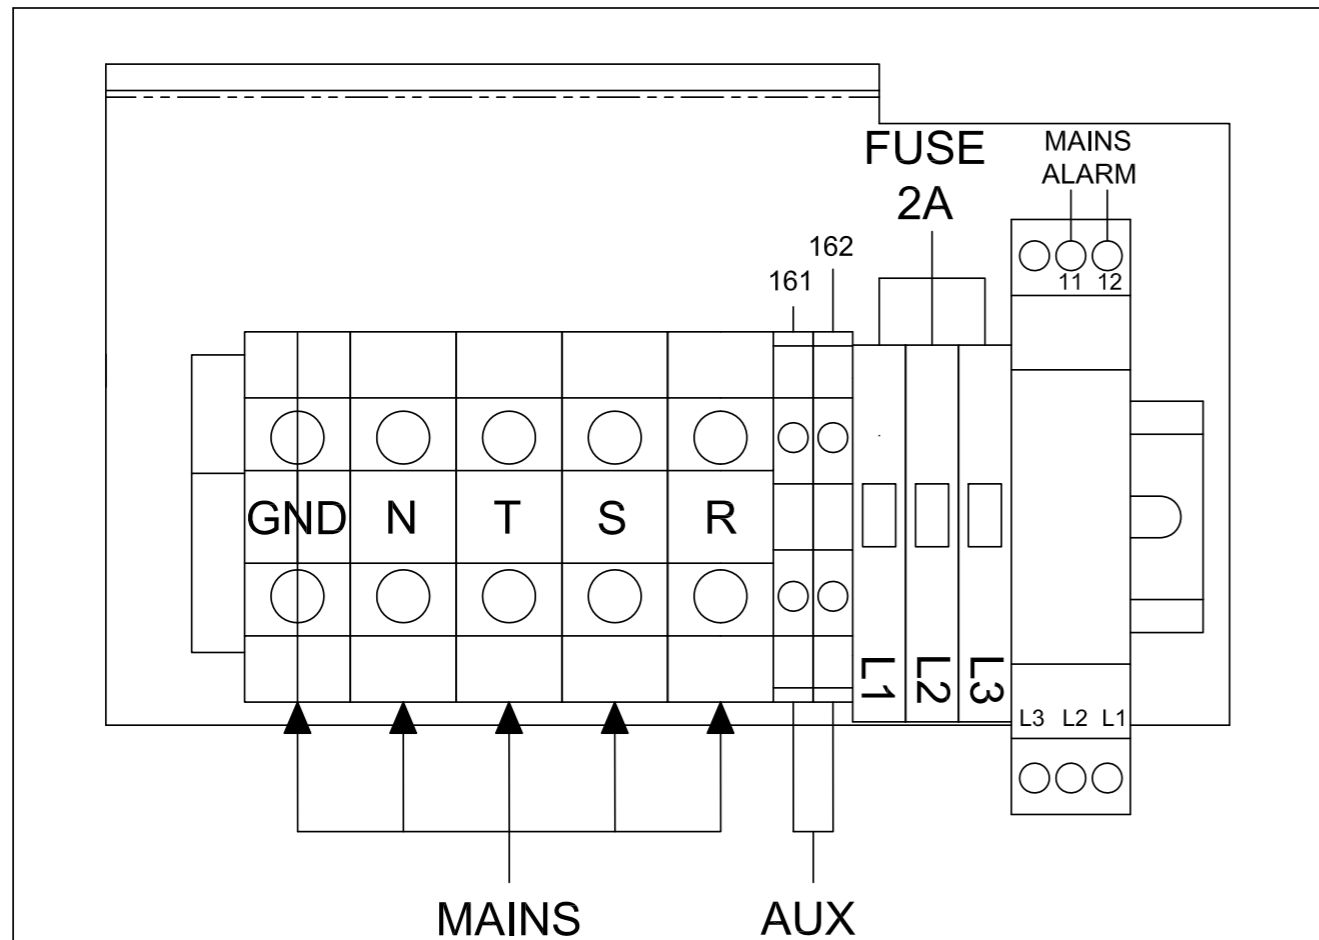 FUSE
2A
MAINS
ALARM
162
161
11 12
GND N T S R
L1 L2 L3
L3 L2 L1
MAINS
AUX